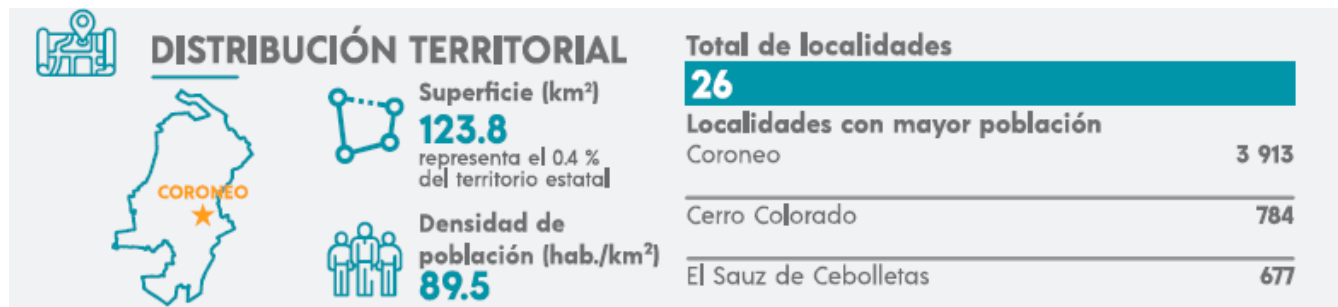 DISTRIBUCIÓN TERRITORIAL
CORONEO
Superficie (km²)
123.8
representa el 0.4 %
del territorio estatal
Densidad de
población (hab./km²)
89.5
Total de localidades
26
Localidades con mayor población
Coroneo 3 913
Cerro Colorado 784
El Sauz de Cebolletas 677